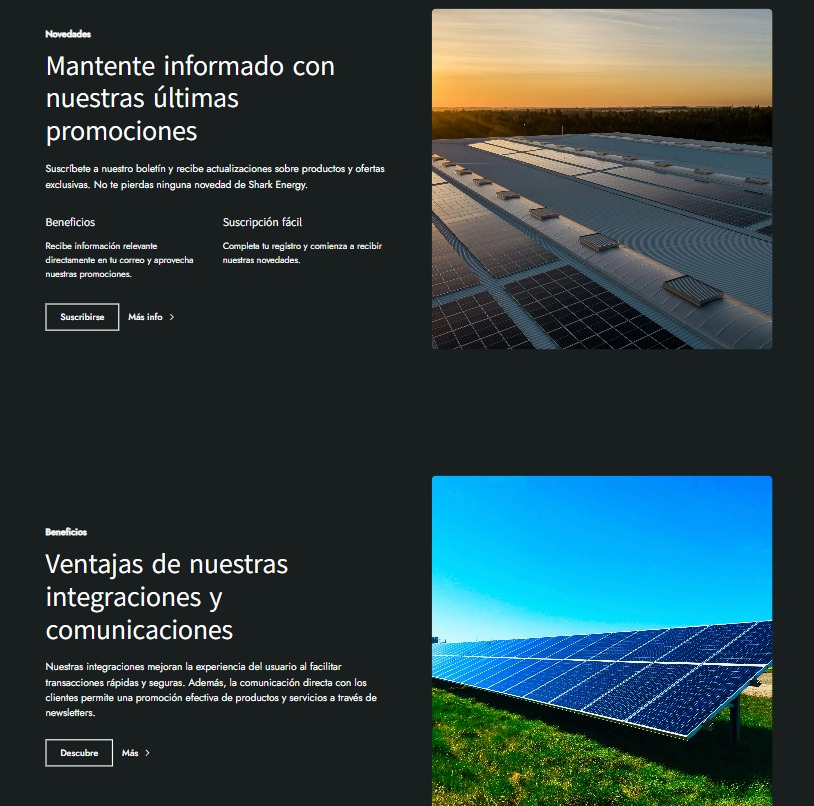 Novedades
Mantente informado con
nuestras últimas
promociones
Suscríbete a nuestro boletín y recibe actualizaciones sobre productos y ofertas
exclusivas. No te pierdas ninguna novedad de Shark Energy.
Beneficios
Recibe información relevante
directamente en tu correo y aprovecha
nuestras promociones.
Suscripción fácil
Completa tu registro y comienza a recibir
nuestras novedades.
Suscribirse
Más info
Beneficios
Ventajas de nuestras
integraciones y
comunicaciones
Nuestras integraciones mejoran la experiencia del usuario al facilitar
transacciones rápidas y seguras. Además, la comunicación directa con los
clientes permite una promoción efectiva de productos y servicios a través de
newsletters.
Descubre
Más